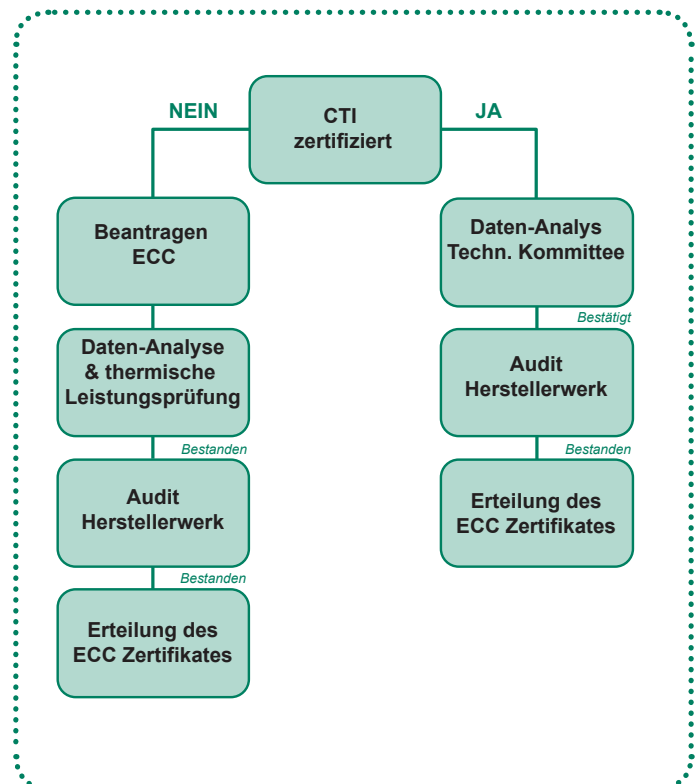 CTI
zertifiziert
NEIN
Beantragen
ECC
Daten-Analyse
& thermische
Leistungsprüfung
Bestanden
Audit
Herstellerwerk
Bestanden
Erteilung des
ECC Zertifikates
JA
Daten-Analys
Techn. Kommittee
Bestätigt
Audit
Herstellerwerk
Bestanden
Erteilung des
ECC Zertifikates